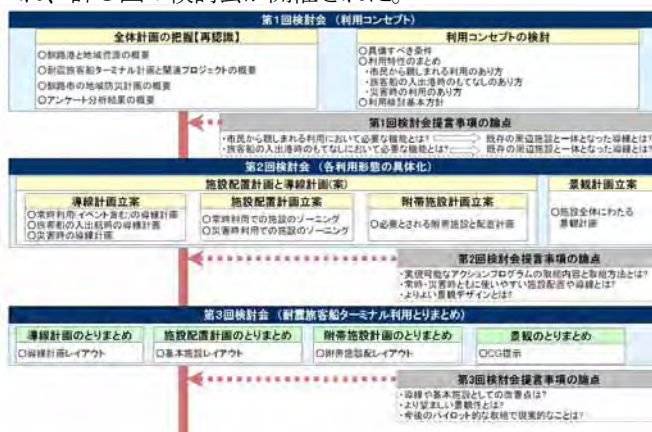 第1回検討会 (利用コンセプト)
全体計画の把握【再認識】
○釧路港と地域資源の概要
○耐震旅客船ターミナル計画と関連プロジェクトの概要
○釧路市の地域防災計画の概要
○アンケート分析結果の概要
利用コンセプトの検討
○具備すべき条件
○利用特性のまとめ
・市民から親しまれる利用のあり方
・旅客船の入出港時のもてなしのあり方
・災害時の利用のあり方
○利用検討基本方針
第1回検討会提言事項の論点
・市民から親しまれる利用において必要な機能とは? 既存の周辺施設と一体となった導線とは?
・旅客船の入出港時のもてなしにおいて必要な機能とは? 既存の周辺施設と一体となった導線とは?
第2回検討会 (各利用形態の具体化)
施設配置計画と導線計画(案)
導線計画立案
○常時利用(イベント含む)の導線計画
○旅客船の入出航時の導線計画
○災害時の導線計画
施設配置計画立案
○常時利用での施設のゾーニング
○災害時利用での施設のゾーニング
附帯施設計画立案
○必要とされる附帯施設と配置計画
景観計画立案
○施設全体にわたる
景観計画
第2回検討会提言事項の論点
・実現可能なアクションプログラムの取組内容と取組方法とは?
・常時・災害時ともに使いやすい施設配置や導線とは?
・よりよい景観デザインとは?
第3回検討会 (耐震旅客船ターミナル利用とりまとめ)
導線計画のとりまとめ
○導線計画レイアウト
施設配置計画のとりまとめ
○基本施設レイアウト
附帯施設計画のとりまとめ
○附帯施設配レイアウト
景観のとりまとめ
○CG提示
第3回検討会提言事項の論点
・導線や基本施設としての改善点は?
・より望ましい景観性とは?
・今後のパイロット的な取組で現実的なことは?